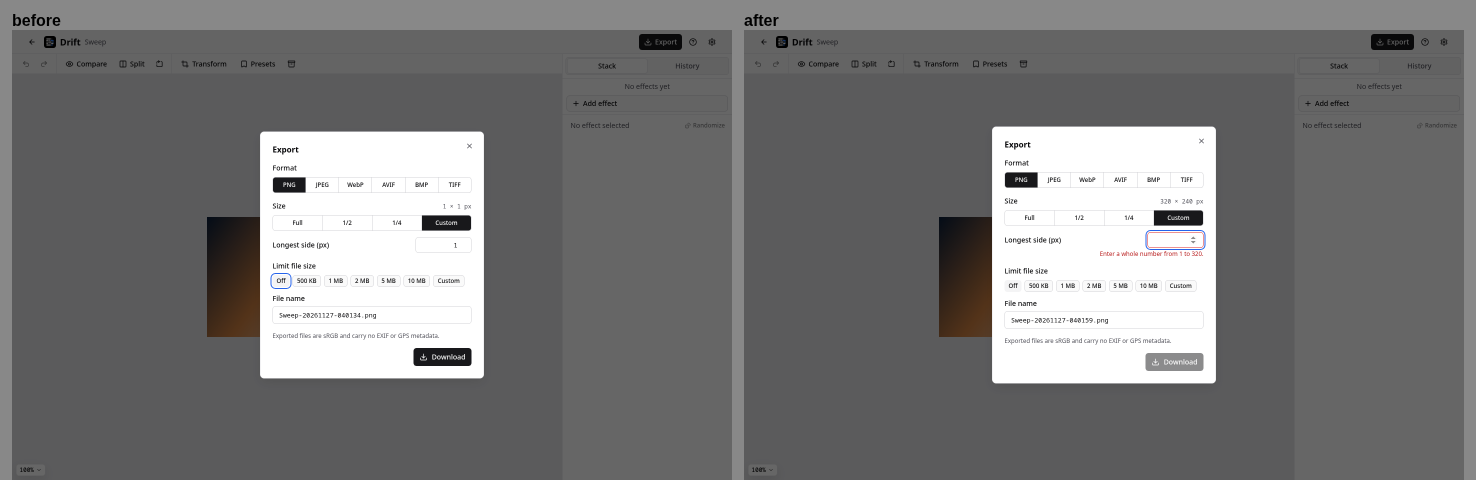 before
Drift Sweep
Export
Compare Split Transform Presets
Stack History
No effects yet
+ Add effect
No effect selected Randomize
Export
Format
PNG JPEG WebP AVIF BMP TIFF
Size 1 × 1 px
Full 1/2 1/4 Custom
Longest side (px) 1
Limit file size
Off 500 KB 1 MB 2 MB 5 MB 10 MB Custom
File name
Sweep-20261127-040134.png
Exported files are sRGB and carry no EXIF or GPS metadata.
Download
100%
after
Drift Sweep
Export
Compare Split Transform Presets
Stack History
No effects yet
+ Add effect
No effect selected Randomize
Export
Format
PNG JPEG WebP AVIF BMP TIFF
Size 320 × 240 px
Full 1/2 1/4 Custom
Longest side (px)
Enter a whole number from 1 to 320.
Limit file size
Off 500 KB 1 MB 2 MB 5 MB 10 MB Custom
File name
Sweep-20261127-040159.png
Exported files are sRGB and carry no EXIF or GPS metadata.
Download
100%